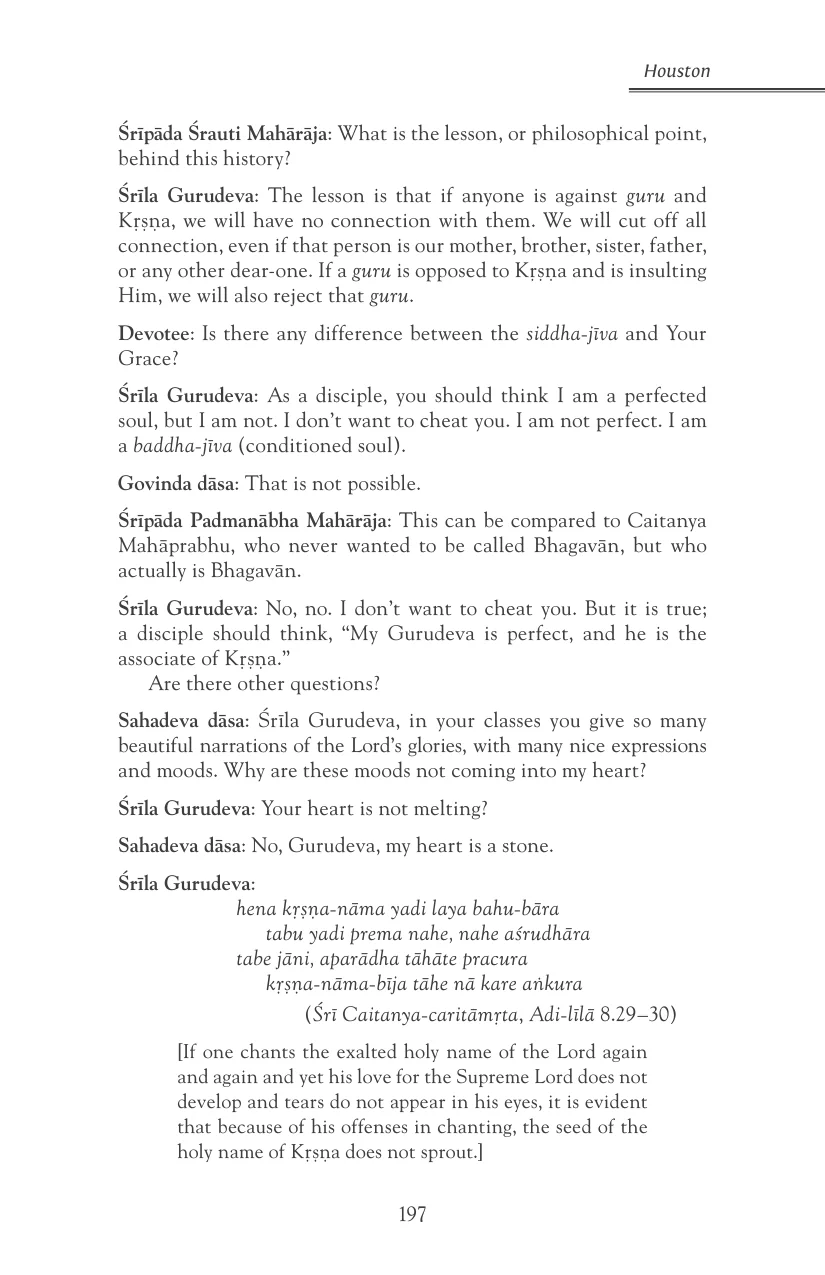 Houston
Śrīpāda Śrauti Mahārāja: What is the lesson, or philosophical point,
behind this history?
Śrīla Gurudeva: The lesson is that if anyone is against guru and
Kṛṣṇa, we will have no connection with them. We will cut off all
connection, even if that person is our mother, brother, sister, father,
or any other dear-one. If a guru is opposed to Kṛṣṇa and is insulting
Him, we will also reject that guru.
Devotee: Is there any difference between the siddha-jīva and Your
Grace?
Śrīla Gurudeva: As a disciple, you should think I am a perfected
soul, but I am not. I don’t want to cheat you. I am not perfect. I am
a baddha-jīva (conditioned soul).
Govinda dāsa: That is not possible.
Śrīpāda Padmanābha Mahārāja: This can be compared to Caitanya
Mahāprabhu, who never wanted to be called Bhagavān, but who
actually is Bhagavān.
Śrīla Gurudeva: No, no. I don’t want to cheat you. But it is true;
a disciple should think, “My Gurudeva is perfect, and he is the
associate of Kṛṣṇa.”
Are there other questions?
Sahadeva dāsa: Śrīla Gurudeva, in your classes you give so many
beautiful narrations of the Lord’s glories, with many nice expressions
and moods. Why are these moods not coming into my heart?
Śrīla Gurudeva: Your heart is not melting?
Sahadeva dāsa: No, Gurudeva, my heart is a stone.
Śrīla Gurudeva:
hena kṛṣṇa-nāma yadi laya bahu-bāra
tabu yadi prema nahe, nahe aśrudhāra
tabe jāni, aparādha tāhāte pracura
kṛṣṇa-nāma-bīja tāhe nā kare aṅkura
(Śrī Caitanya-caritāmṛta, Adi-līlā 8.29–30)
[If one chants the exalted holy name of the Lord again
and again and yet his love for the Supreme Lord does not
develop and tears do not appear in his eyes, it is evident
that because of his offenses in chanting, the seed of the
holy name of Kṛṣṇa does not sprout.]
197